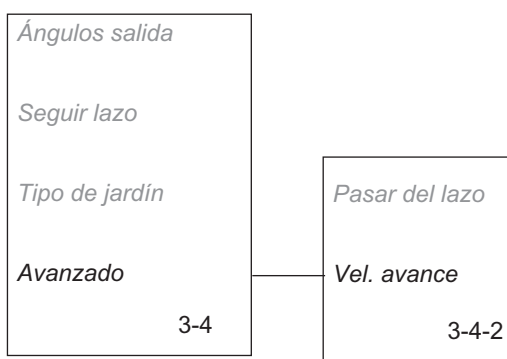 Ángulos salida
Seguir lazo
Tipo de jardín
Avanzado
3-4
Pasar del lazo
Vel. avance
3-4-2